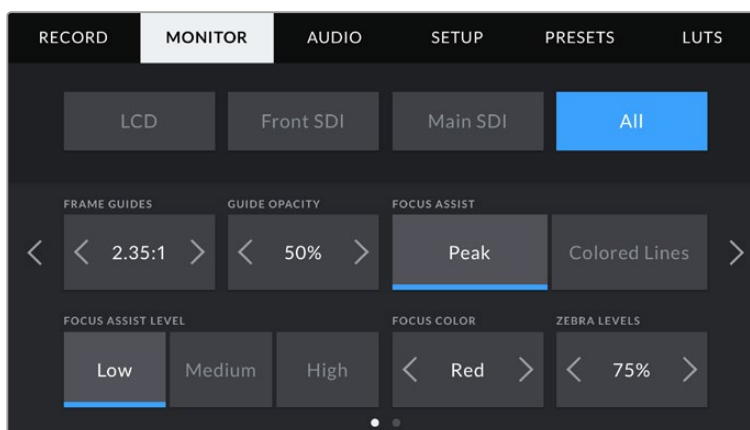 RECORD MONITOR AUDIO SETUP PRESETS LUTS
LCD Front SDI Main SDI All
FRAME GUIDES GUIDE OPACITY FOCUS ASSIST
2.35:1 50% Peak Colored Lines
FOCUS ASSIST LEVEL FOCUS COLOR ZEBRA LEVELS
Low Medium High Red 75%